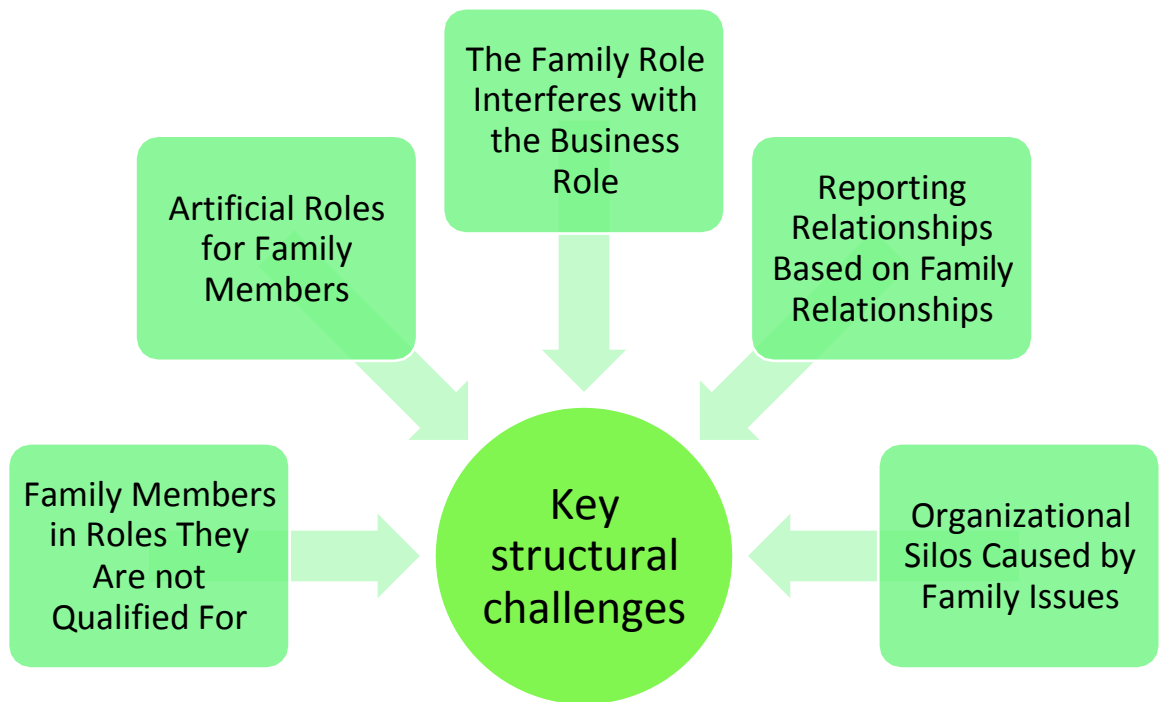 The Family Role
Interferes with
the Business
Role
Artificial Roles
for Family
Members
Reporting
Relationships
Based on Family
Relationships
Family Members
in Roles They
Are not
Qualified For
Key
structural
challenges
Organizational
Silos Caused by
Family Issues